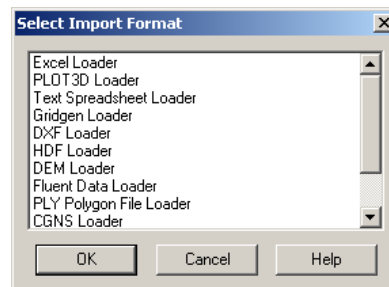 Select Import Format
Excel Loader
PLOT3D Loader
Text Spreadsheet Loader
Gridgen Loader
DXF Loader
HDF Loader
DEM Loader
Fluent Data Loader
PLY Polygon File Loader
CGNS Loader
OK Cancel Help